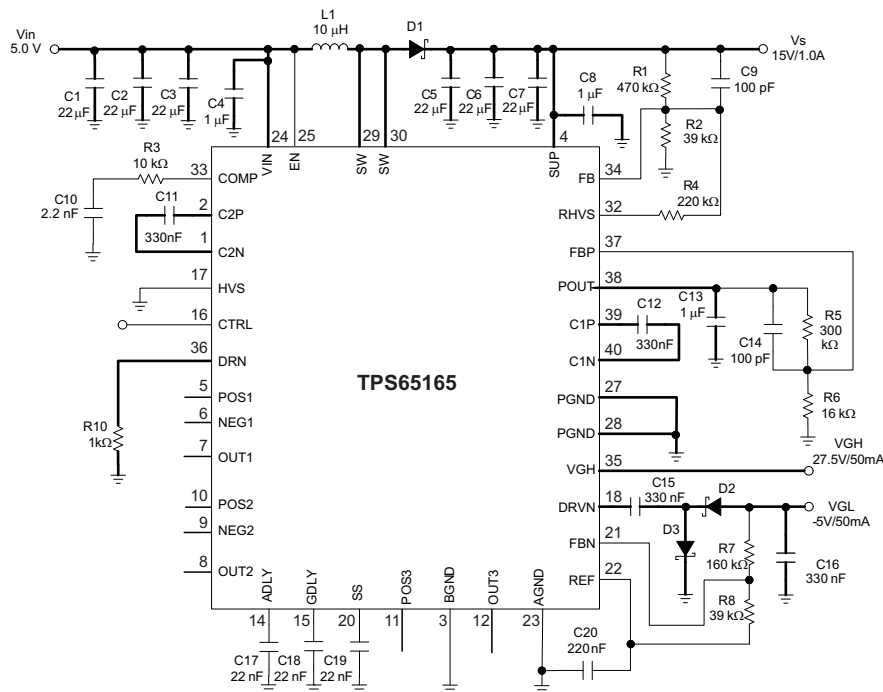 Vin
5.0 V
L1
10 µH
D1
Vs
15V/1.0A
C1
22 µF
C2
22 µF
C3
22 µF
C4
1 µF
C5
22 µF
C6
22 µF
C7
22 µF
C8
1 µF
R1
470 kΩ
C9
100 pF
R2
39 kΩ
R3
10 kΩ
R4
220 kΩ
24
25
29
30
4
VIN
EN
SW
SW
SUP
33
COMP
C10
2.2 nF
C11
330nF
2
C2P
1
C2N
17
HVS
16
CTRL
36
DRN
R10
1kΩ
5
POS1
6
NEG1
7
OUT1
10
POS2
9
NEG2
8
OUT2
TPS65165
34
FB
32
RHVS
37
FBP
38
POUT
39
C1P
40
C1N
C12
330nF
C13
1 µF
C14
100 pF
R5
300
kΩ
R6
16 kΩ
27
PGND
28
PGND
35
VGH
VGH
27.5V/50mA
18
DRVN
C15
330 nF
D2
VGL
-5V/50mA
21
FBN
D3
R7
160 kΩ
C16
330 nF
22
REF
R8
39 kΩ
ADLY
GDLY
SS
POS3
BGND
OUT3
AGND
14
15
20
11
3
12
23
C17
22 nF
C18
22 nF
C19
22 nF
C20
220 nF